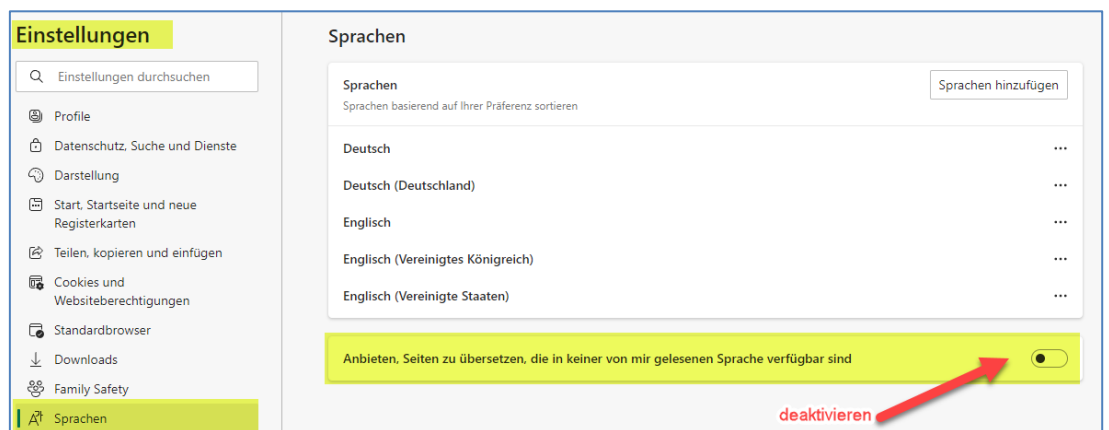 Einstellungen
Einstellungen durchsuchen
Profile
Datenschutz, Suche und Dienste
Darstellung
Start, Startseite und neue
Registerkarten
Teilen, kopieren und einfügen
Cookies und
Websiteberechtigungen
Standardbrowser
Downloads
Family Safety
Sprachen
Sprachen
Sprachen
Sprachen hinzufügen
Sprachen basierend auf Ihrer Präferenz sortieren
Deutsch
Deutsch (Deutschland)
Englisch
Englisch (Vereinigtes Königreich)
Englisch (Vereinigte Staaten)
Anbieten, Seiten zu übersetzen, die in keiner von mir gelesenen Sprache verfügbar sind
deaktivieren